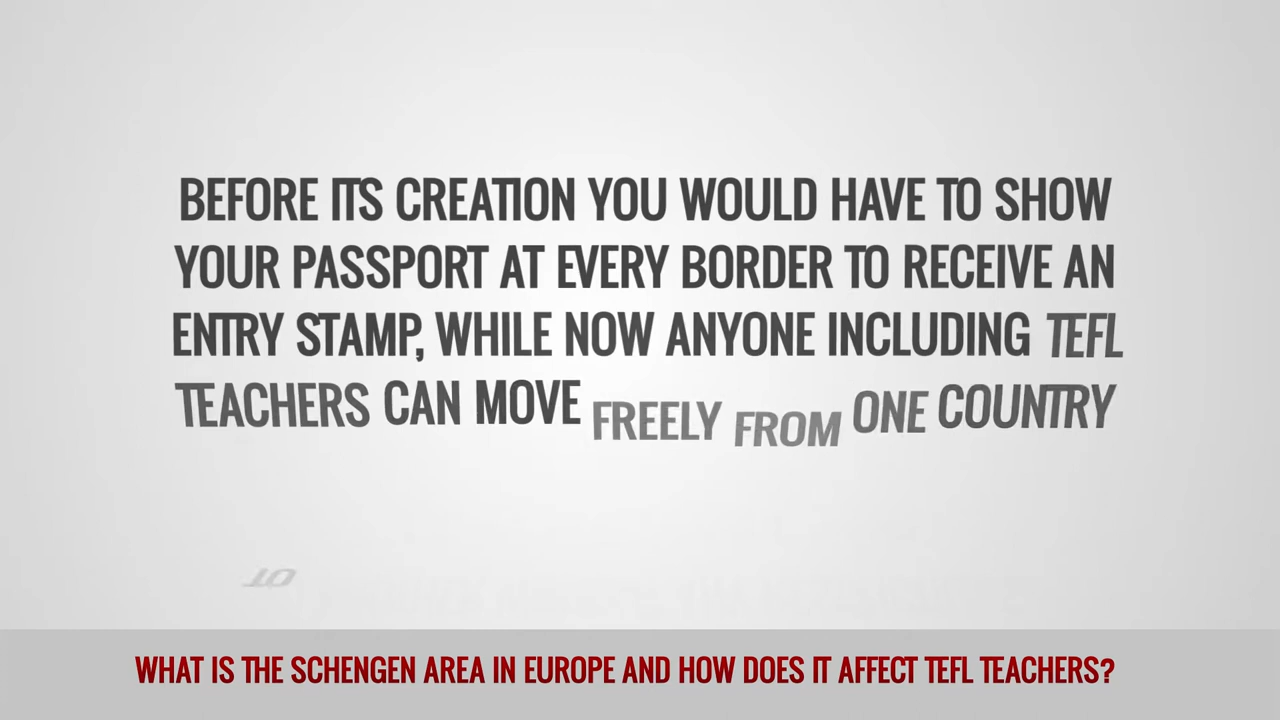 BEFORE ITS CREATION YOU WOULD HAVE TO SHOW
YOUR PASSPORT AT EVERY BORDER TO RECEIVE AN
ENTRY STAMP, WHILE NOW ANYONE INCLUDING TEFL
TEACHERS CAN MOVE FREELY FROM ONE COUNTRY
TO
WHAT IS THE SCHENGEN AREA IN EUROPE AND HOW DOES IT AFFECT TEFL TEACHERS?